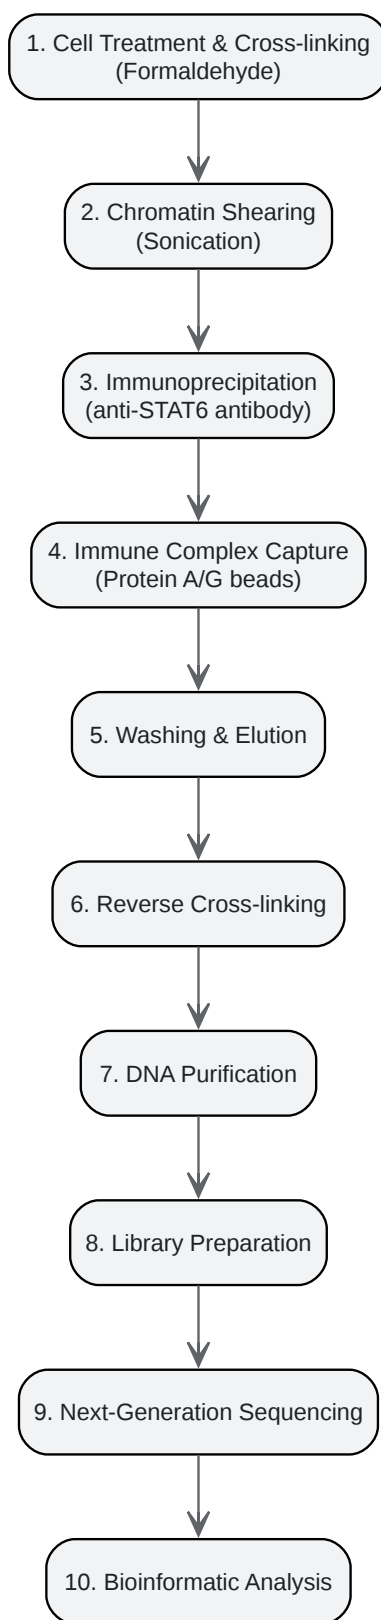 1. Cell Treatment & Cross-linking
(Formaldehyde)
2. Chromatin Shearing
(Sonication)
3. Immunoprecipitation
(anti-STAT6 antibody)
4. Immune Complex Capture
(Protein A/G beads)
5. Washing & Elution
6. Reverse Cross-linking
7. DNA Purification
8. Library Preparation
9. Next-Generation Sequencing
10. Bioinformatic Analysis